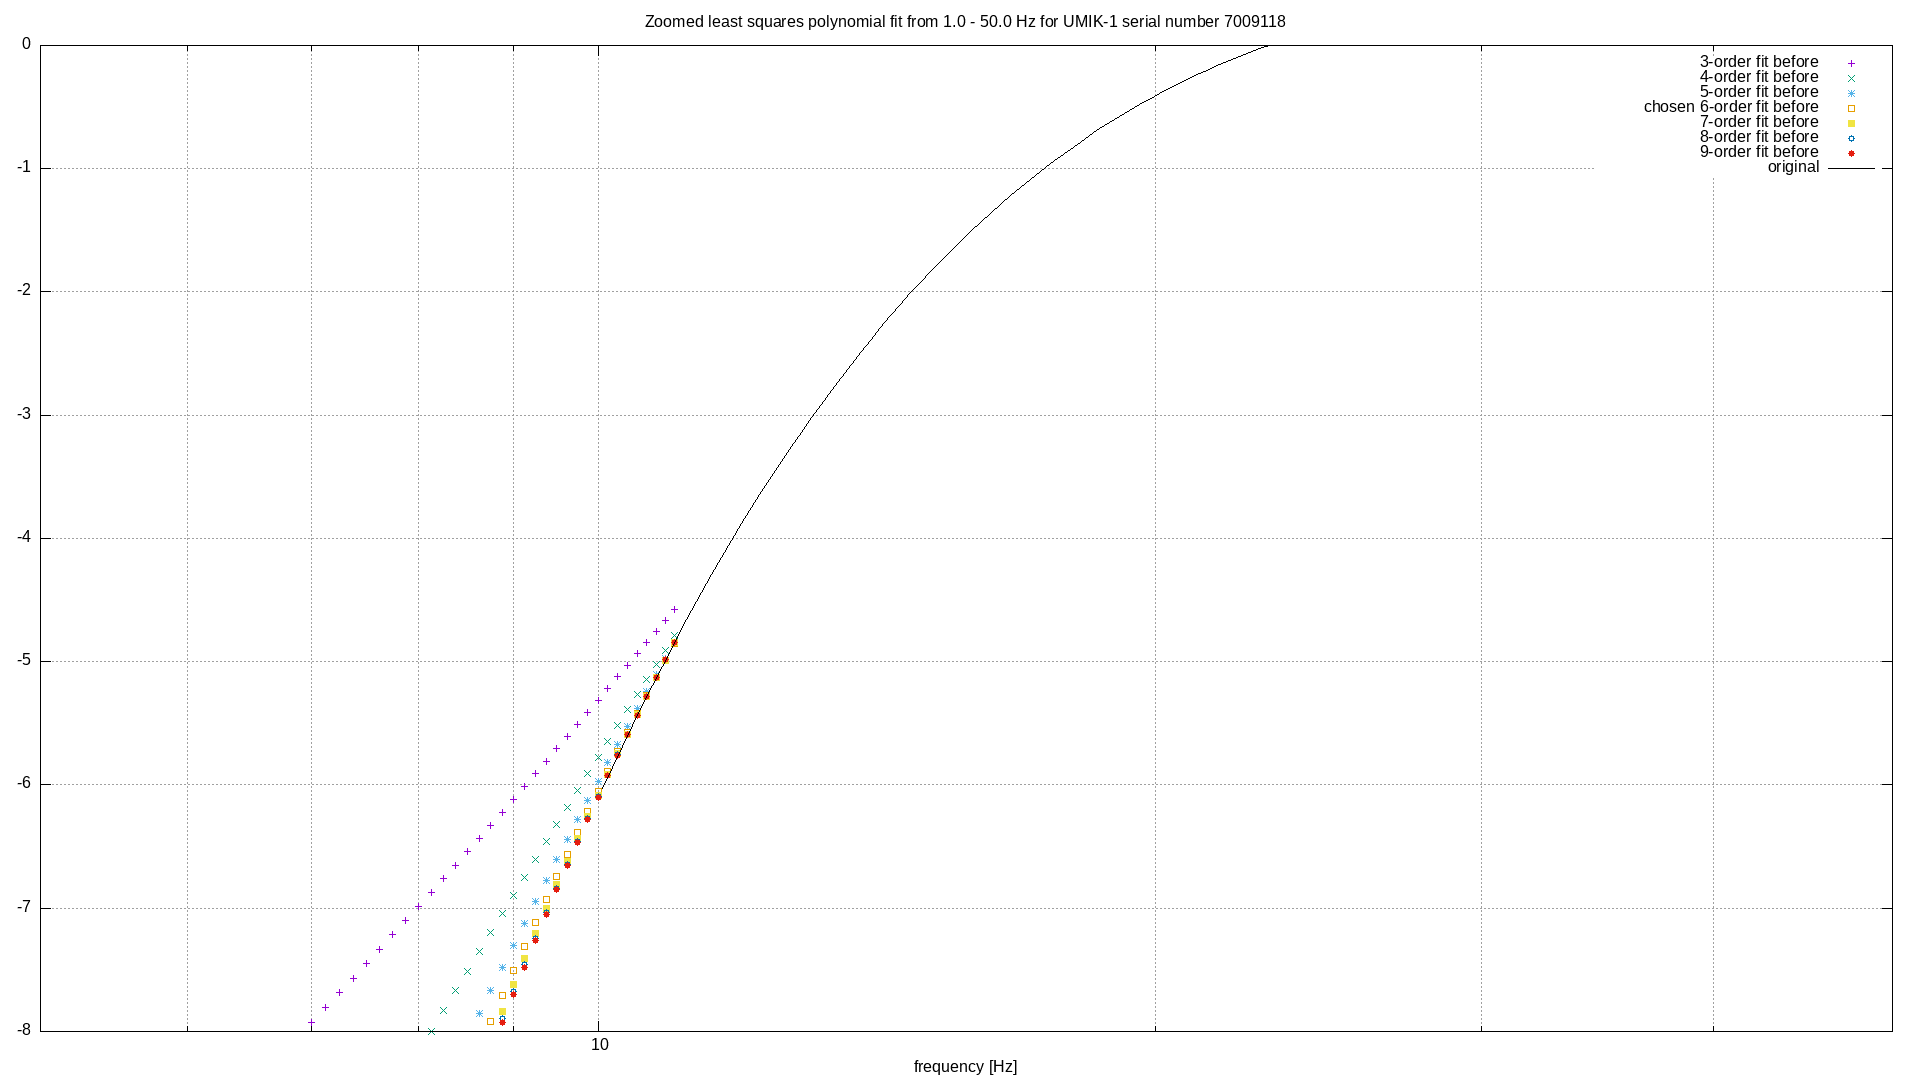 Zoomed least squares polynomial fit from 1.0 - 50.0 Hz for UMIK-1 serial number 7009118
0
3-order fit before
4-order fit before
5-order fit before
chosen 6-order fit before
7-order fit before
8-order fit before
9-order fit before
original
-1
-2
-3
-4
-5
-6
-7
-8
10
frequency [Hz]